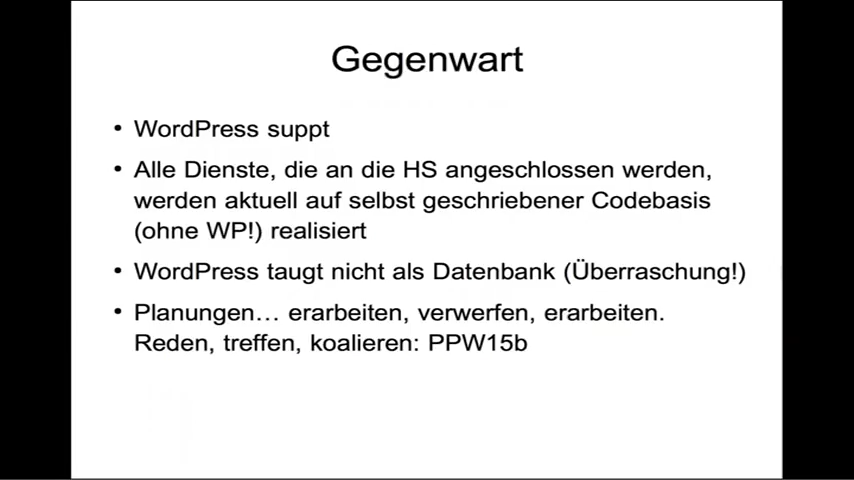 Gegenwart
• WordPress suppt
• Alle Dienste, die an die HS angeschlossen werden,
werden aktuell auf selbst geschriebener Codebasis
(ohne WP!) realisiert
• WordPress taugt nicht als Datenbank (Überraschung!)
• Planungen… erarbeiten, verwerfen, erarbeiten.
Reden, treffen, koalieren: PPW15b